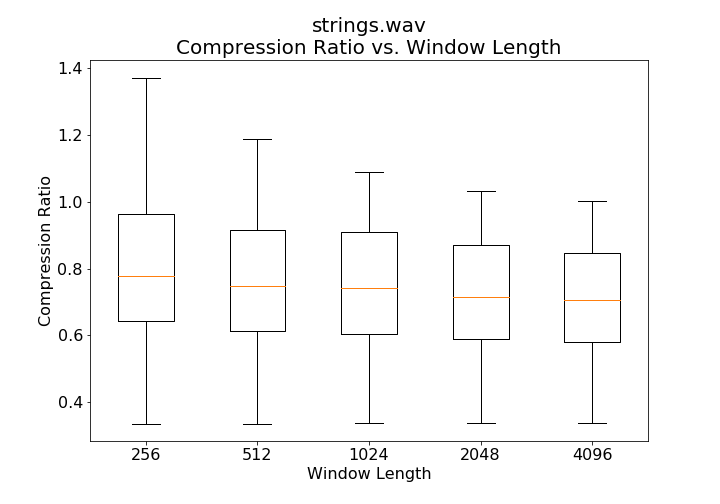 strings.wav
Compression Ratio vs. Window Length
1.4
1.2
1.0
0.8
0.6
0.4
Compression Ratio
256 512 1024 2048 4096
Window Length